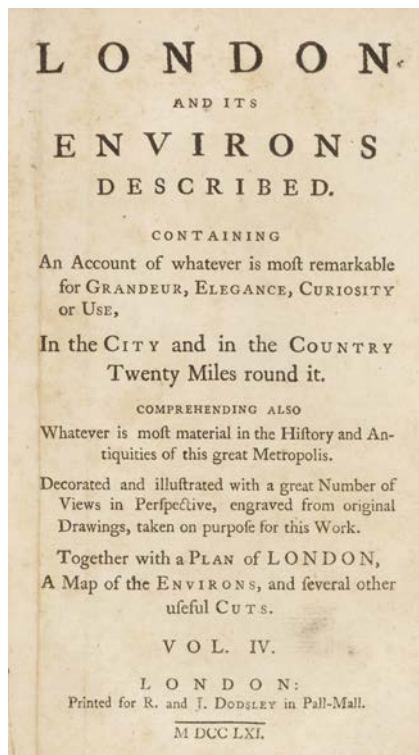 LONDON
AND ITS
ENVIRONS
DESCRIBED.
CONTAINING
An Account of whatever is moſt remarkable
for GRANDEUR, ELEGANCE, CURIOSITY
or USE,
In the CITY and in the COUNTRY
Twenty Miles round it.
COMPREHENDING ALSO
Whatever is moſt material in the Hiſtory and An-
tiquities of this great Metropolis.
Decorated and illuſtrated with a great Number of
Views in Perſpective, engraved from original
Drawings, taken on purpoſe for this Work.
Together with a PLAN of LONDON,
A Map of the ENVIRONS, and ſeveral other
uſeful CUTS.
VOL. IV.
LONDON:
Printed for R. and J. DODSLEY in Pall-Mall.
M DCC LXI.